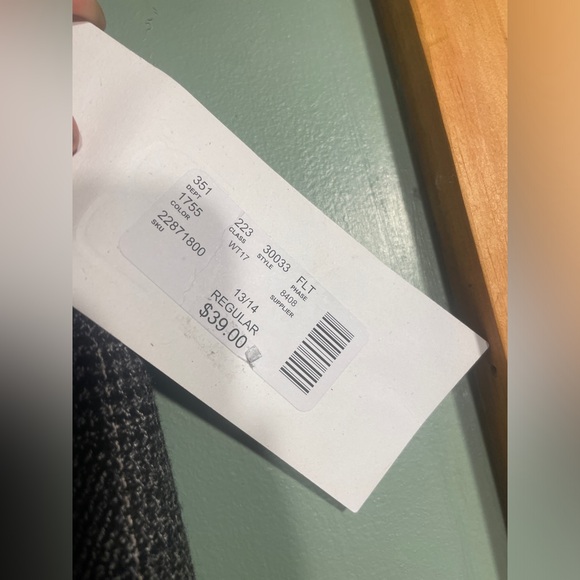 351 223 30033 FLT
DEPT CLASS STYLE PHASE
1755 WT17 8408
COLOR SUPPLIER
22871800
SKU
13/14
REGULAR
$39.00